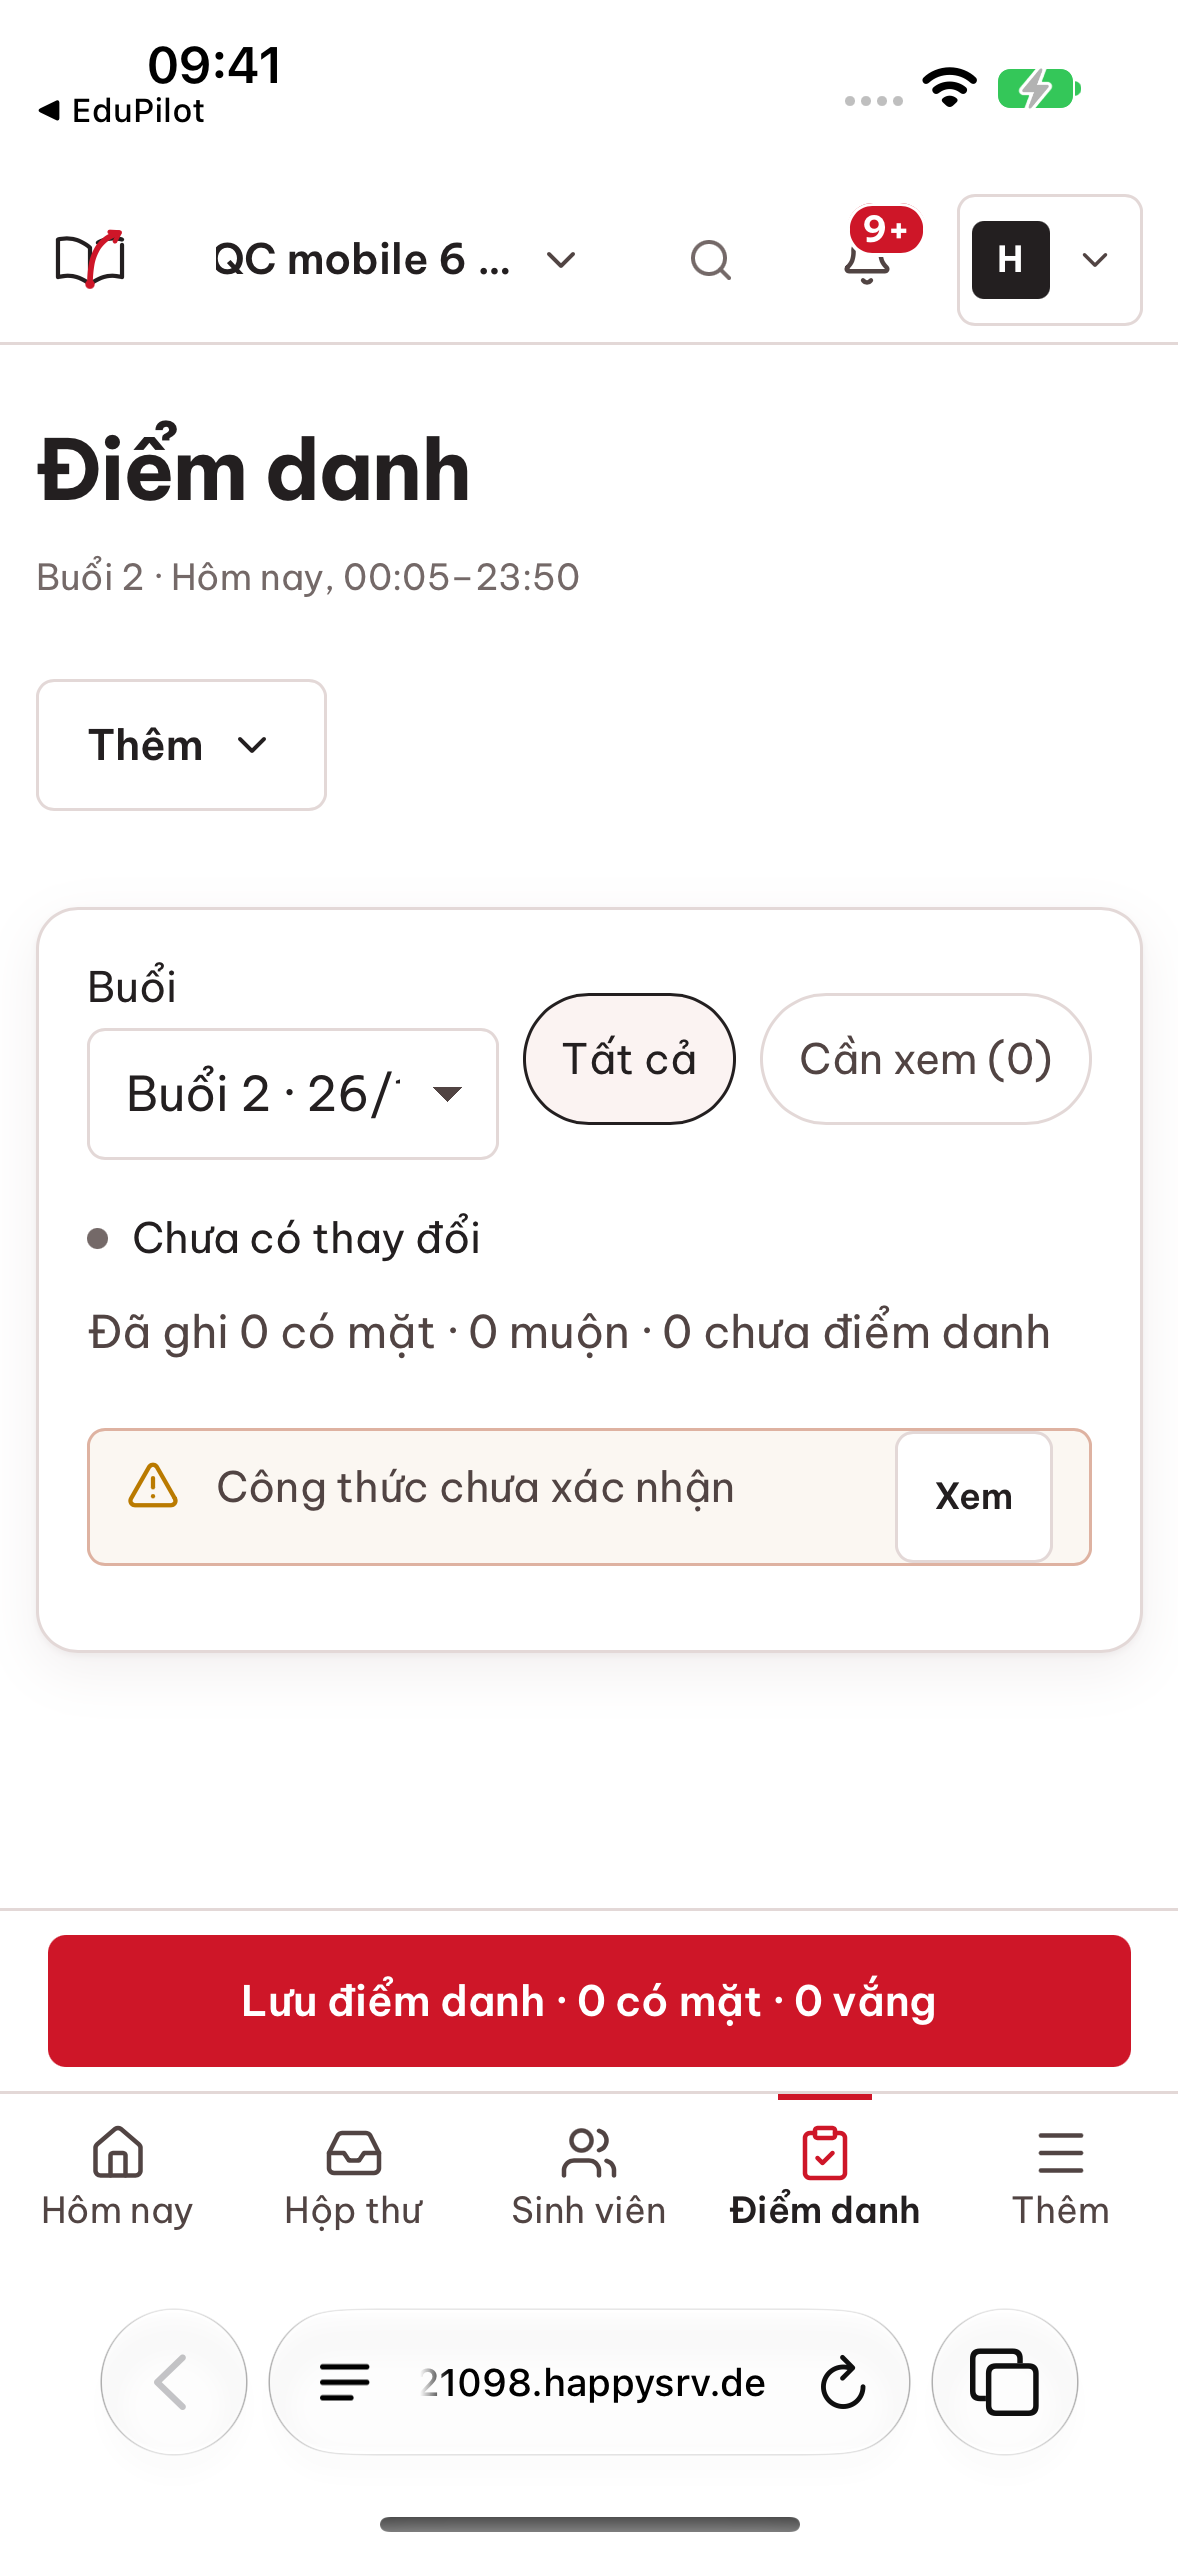 09:41
EduPilot
QC mobile 6 ...
9+
H
Điểm danh
Buổi 2 · Hôm nay, 00:05–23:50
Thêm
Buổi
Buổi 2 · 26/
Tất cả
Cần xem (0)
Chưa có thay đổi
Đã ghi 0 có mặt · 0 muộn · 0 chưa điểm danh
Công thức chưa xác nhận
Xem
Lưu điểm danh · 0 có mặt · 0 vắng
Hôm nay
Hộp thư
Sinh viên
Điểm danh
Thêm
21098.happysrv.de